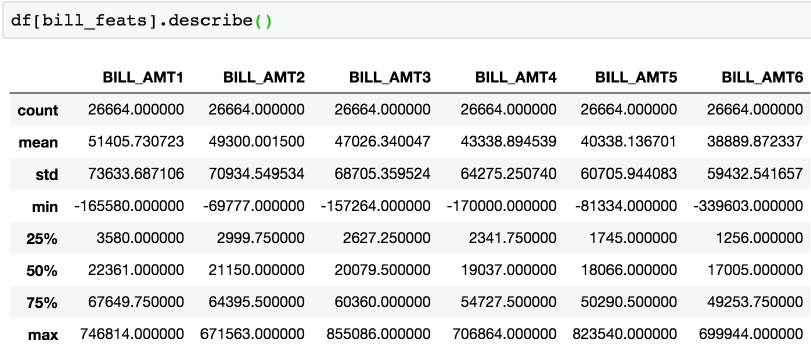 df[bill_feats].describe()
BILL_AMT1 BILL_AMT2 BILL_AMT3 BILL_AMT4 BILL_AMT5 BILL_AMT6
count 26664.000000 26664.000000 26664.000000 26664.000000 26664.000000 26664.000000
mean 51405.730723 49300.001500 47026.340047 43338.894539 40338.136701 38889.872337
std 73633.687106 70934.549534 68705.359524 64275.250740 60705.944083 59432.541657
min -165580.000000 -69777.000000 -157264.000000 -170000.000000 -81334.000000 -339603.000000
25% 3580.000000 2999.750000 2627.250000 2341.750000 1745.000000 1256.000000
50% 22361.000000 21150.000000 20079.500000 19037.000000 18066.000000 17005.000000
75% 67649.750000 64395.500000 60360.000000 54727.500000 50290.500000 49253.750000
max 746814.000000 671563.000000 855086.000000 706864.000000 823540.000000 699944.000000